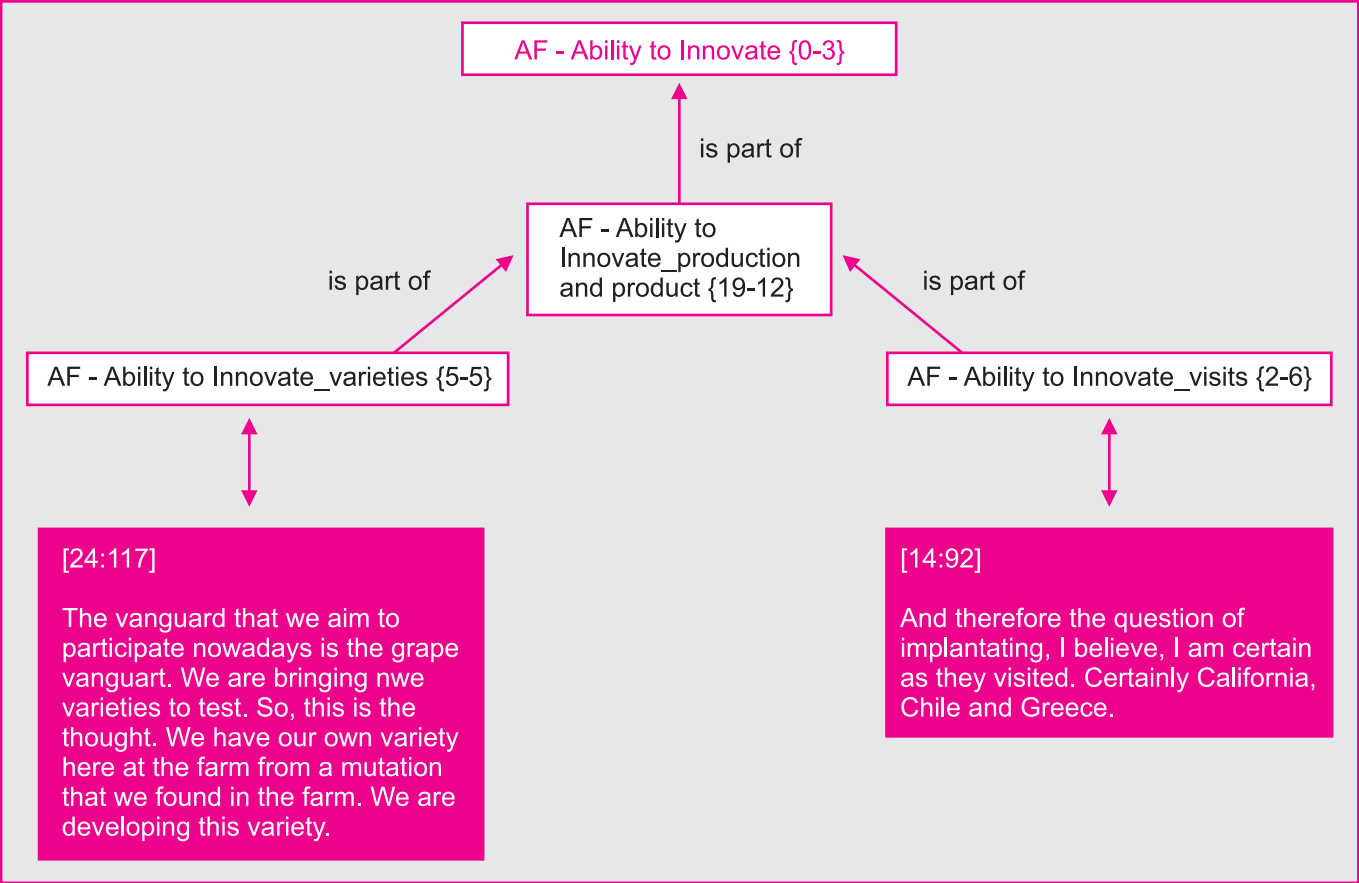 AF - Ability to Innovate {0-3}
is part of
AF - Ability to
Innovate_production
and product {19-12}
is part of
is part of
AF - Ability to Innovate_varieties {5-5}
AF - Ability to Innovate_visits {2-6}
[24:117]
The vanguard that we aim to
participate nowadays is the grape
vanguart. We are bringing nwe
varieties to test. So, this is the
thought. We have our own variety
here at the farm from a mutation
that we found in the farm. We are
developing this variety.
[14:92]
And therefore the question of
implantating, I believe, I am certain
as they visited. Certainly California,
Chile and Greece.